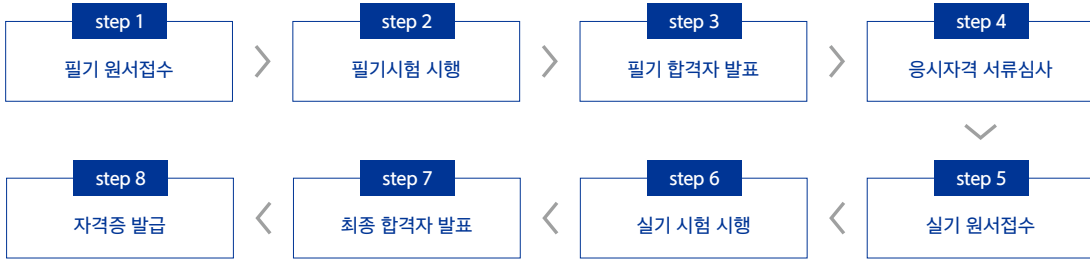 step 1
필기 원서접수
step 2
필기시험 시행
step 3
필기 합격자 발표
step 4
응시자격 서류심사
step 5
실기 원서접수
step 6
실기 시험 시행
step 7
최종 합격자 발표
step 8
자격증 발급